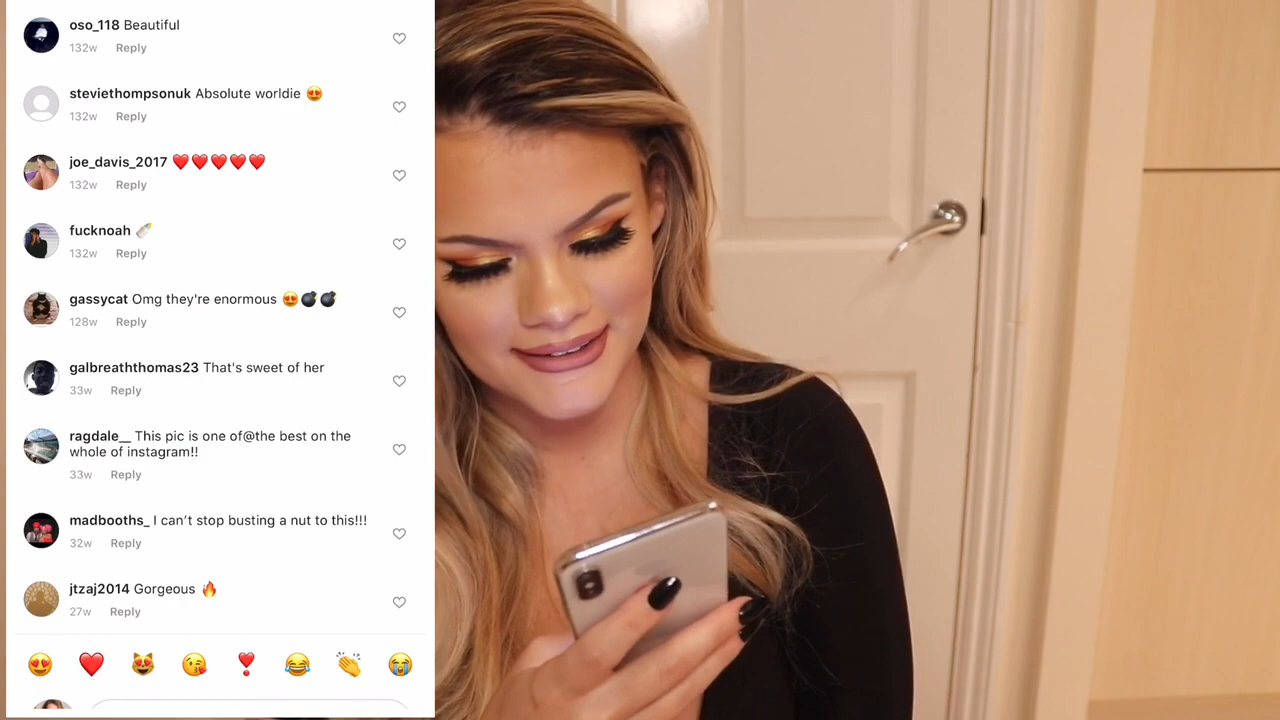 oso_118 Beautiful
132w Reply
steviethompsonuk Absolute worldie 😍
132w Reply
joe_davis_2017 ❤️❤️❤️❤️❤️
132w Reply
fucknoah 🍼
132w Reply
gassycat Omg they're enormous 😍💣💣
128w Reply
galbreaththomas23 That's sweet of her
33w Reply
ragdale__ This pic is one of@the best on the
whole of instagram!!
33w Reply
madbooths_ I can’t stop busting a nut to this!!!
32w Reply
jtzaj2014 Gorgeous 🔥
27w Reply
😍 ❤️ 😻 😘 ❣️ 😂 👏 😭